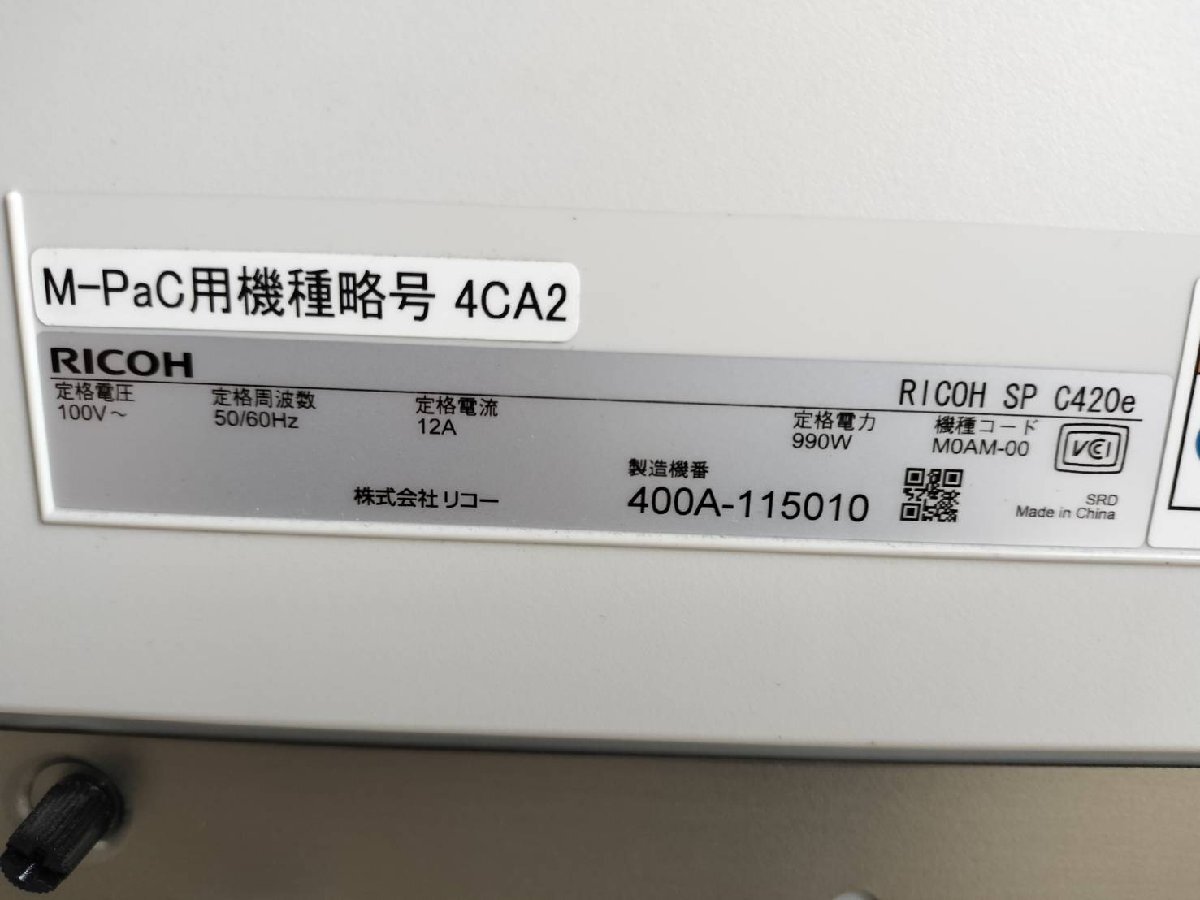 M-PaC用機種略号 4CA2
RICOH
RICOH SP C420e
定格電圧 定格周波数 定格電流 定格電力 機種コード
100V～ 50/60Hz 12A 990W M0AM-00
VCCI
製造機番
株式会社リコー 400A-115010
SRD
Made in China